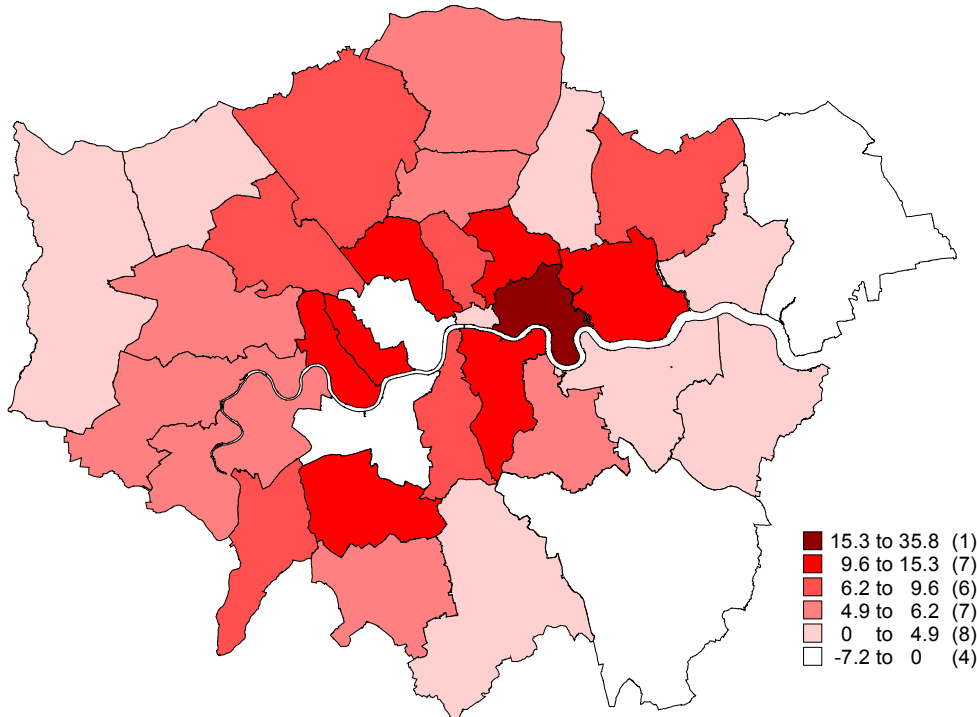 15.3 to 35.8 (1)
9.6 to 15.3 (7)
6.2 to 9.6 (6)
4.9 to 6.2 (7)
0 to 4.9 (8)
-7.2 to 0 (4)